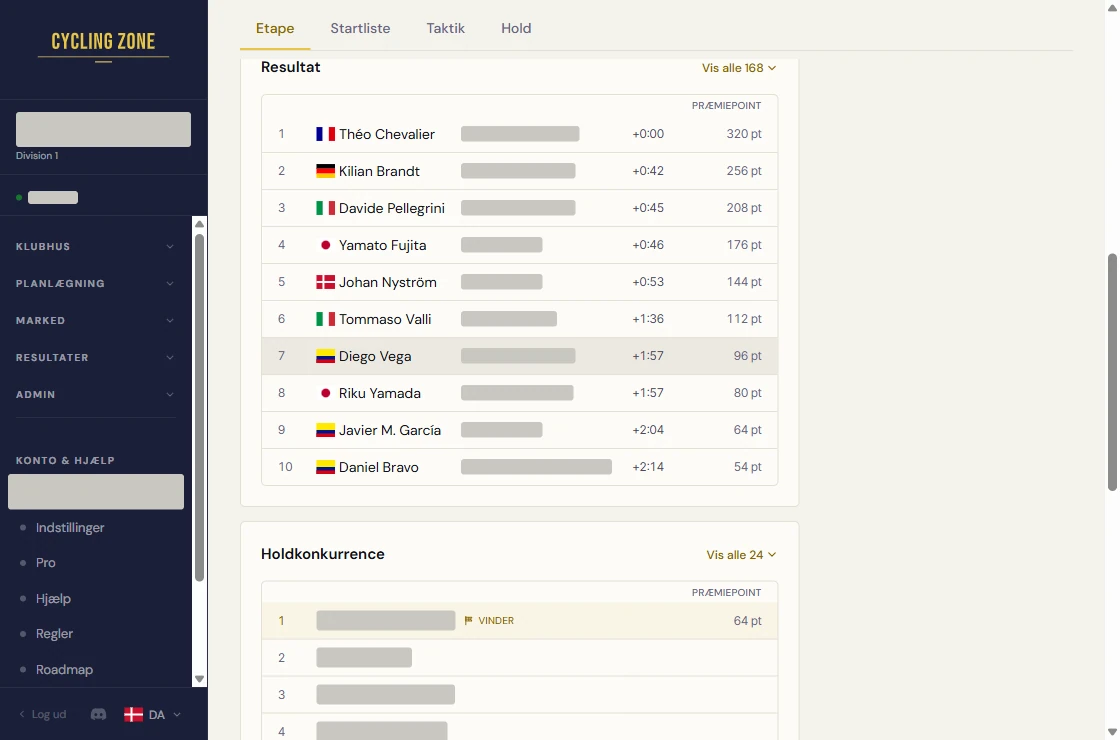 CYCLING ZONE
Division 1
KLUBHUS
PLANLÆGNING
MARKED
RESULTATER
ADMIN
KONTO & HJÆLP
Indstillinger
Pro
Hjælp
Regler
Roadmap
Log ud
DA
Etape Startliste Taktik Hold
Resultat Vis alle 168
PRÆMIEPOINT
1 Théo Chevalier +0:00 320 pt
2 Kilian Brandt +0:42 256 pt
3 Davide Pellegrini +0:45 208 pt
4 Yamato Fujita +0:46 176 pt
5 Johan Nyström +0:53 144 pt
6 Tommaso Valli +1:36 112 pt
7 Diego Vega +1:57 96 pt
8 Riku Yamada +1:57 80 pt
9 Javier M. García +2:04 64 pt
10 Daniel Bravo +2:14 54 pt
Holdkonkurrence Vis alle 24
PRÆMIEPOINT
1 VINDER 64 pt
2
3
4